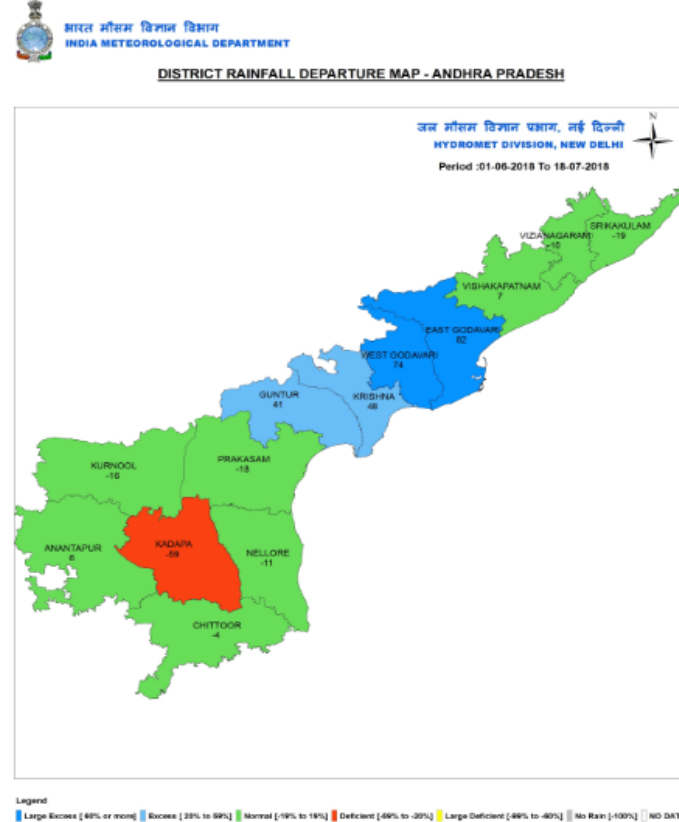 भारत मौसम विज्ञान विभाग
INDIA METEOROLOGICAL DEPARTMENT
DISTRICT RAINFALL DEPARTURE MAP - ANDHRA PRADESH
जल मौसम विज्ञान प्रभाग, नई दिल्ली
HYDROMET DIVISION, NEW DELHI
N
Period :01-06-2018 To 18-07-2018
SRIKAKULAM
-19
VIZIANAGARAM
-10
VISHAKAPATNAM
7
EAST GODAVARI
82
WEST GODAVARI
74
KRISHNA
GUNTUR
41
PRAKASAM
-18
KURNOOL
-16
KADAPA
-59
ANANTAPUR
6
NELLORE
-11
CHITTOOR
-4
Legend
Large Excess [ 60% or more] Excess [ 20% to 59%] Normal [-19% to 19%] Deficient [-59% to -20%] Large Deficient [-99% to -60%] No Rain [-100%] NO DAT